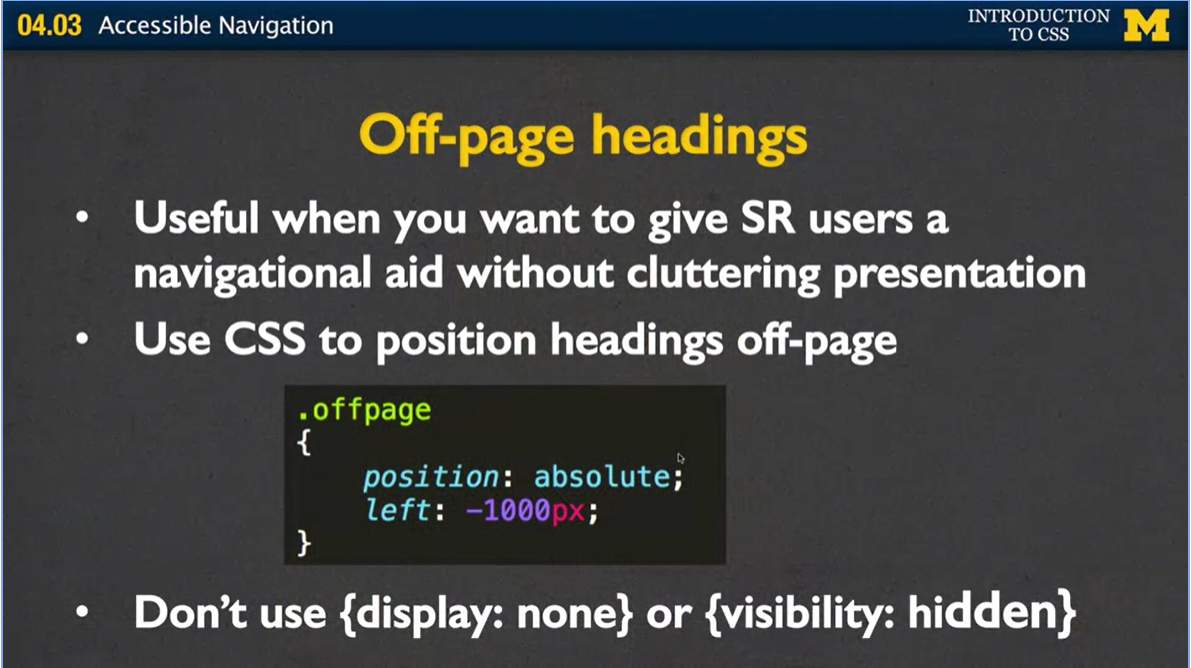 04.03 Accessible Navigation
INTRODUCTION
TO CSS
M
Off-page headings
• Useful when you want to give SR users a
navigational aid without cluttering presentation
• Use CSS to position headings off-page
.offpage
{
position: absolute;
left: -1000px;
}
• Don’t use {display: none} or {visibility: hidden}